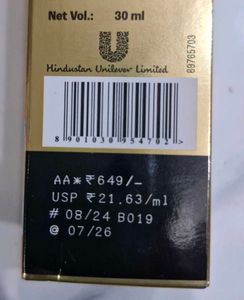 Net Vol.: 30 ml
Hindustan Unilever Limited
69765703
8 901030 954702 >
AA* ₹649/-
USP ₹21.63/ml
# 08/24 B019
@ 07/26